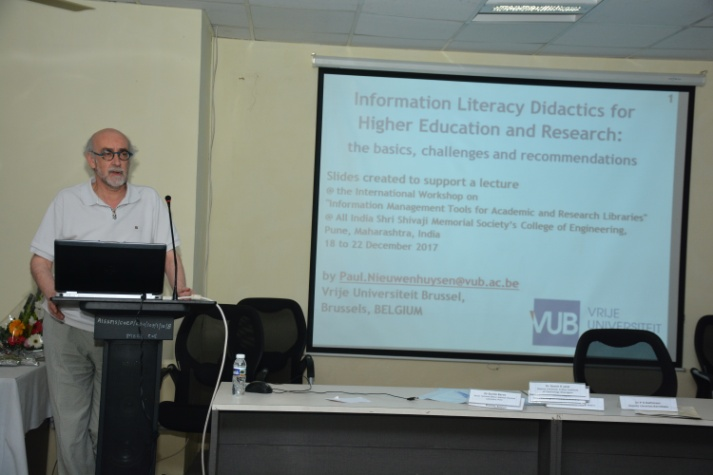 1
Information Literacy Didactics for
Higher Education and Research:
the basics, challenges and recommendations
Slides created to support a lecture
@ the International Workshop on
"Information Management Tools for Academic and Research Libraries"
@ All India Shri Shivaji Memorial Society's College of Engineering,
Pune, Maharashtra, India
18 to 22 December 2017
by Paul.Nieuwenhuysen@vub.ac.be
Vrije Universiteit Brussel,
Brussels, BELGIUM
VUB
VRIJE
UNIVERSITEIT